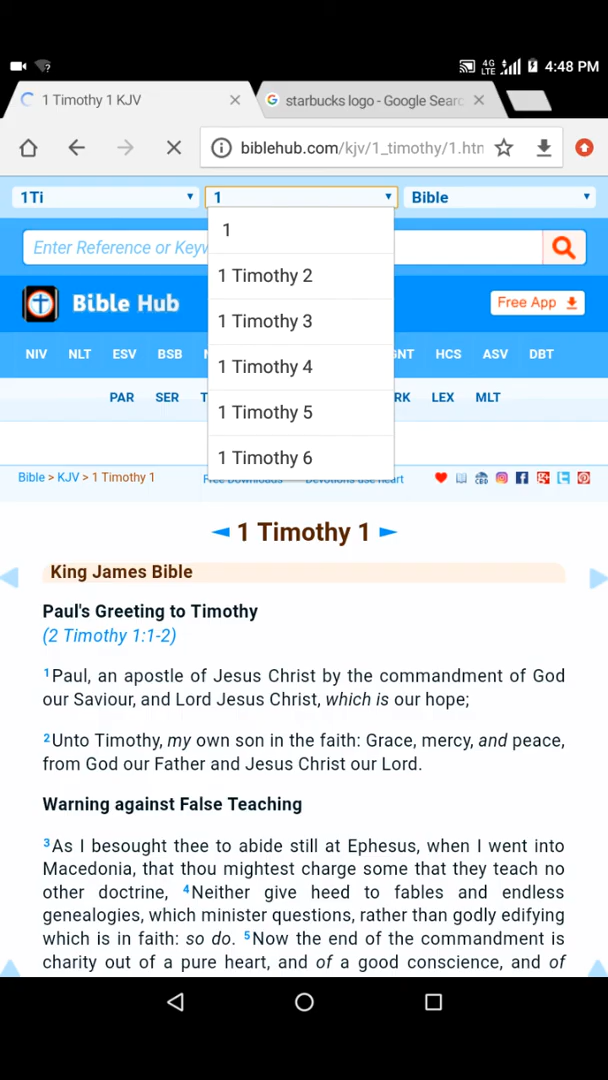 4G LTE 4:48 PM
1 Timothy 1 KJV
starbucks logo - Google Searc
biblehub.com/kjv/1_timothy/1.htn
1Ti 1 Bible
1
1 Timothy 2
1 Timothy 3
1 Timothy 4
1 Timothy 5
1 Timothy 6
Enter Reference or Keyv
Bible Hub Free App
NIV NLT ESV BSB HCS ASV DBT
PAR SER LEX MLT
Bible > KJV > 1 Timothy 1
◄ 1 Timothy 1 ►
King James Bible
Paul's Greeting to Timothy
(2 Timothy 1:1-2)
1Paul, an apostle of Jesus Christ by the commandment of God
our Saviour, and Lord Jesus Christ, which is our hope;
2Unto Timothy, my own son in the faith: Grace, mercy, and peace,
from God our Father and Jesus Christ our Lord.
Warning against False Teaching
3As I besought thee to abide still at Ephesus, when I went into
Macedonia, that thou mightest charge some that they teach no
other doctrine, 4Neither give heed to fables and endless
genealogies, which minister questions, rather than godly edifying
which is in faith: so do. 5Now the end of the commandment is
charity out of a pure heart, and of a good conscience, and of